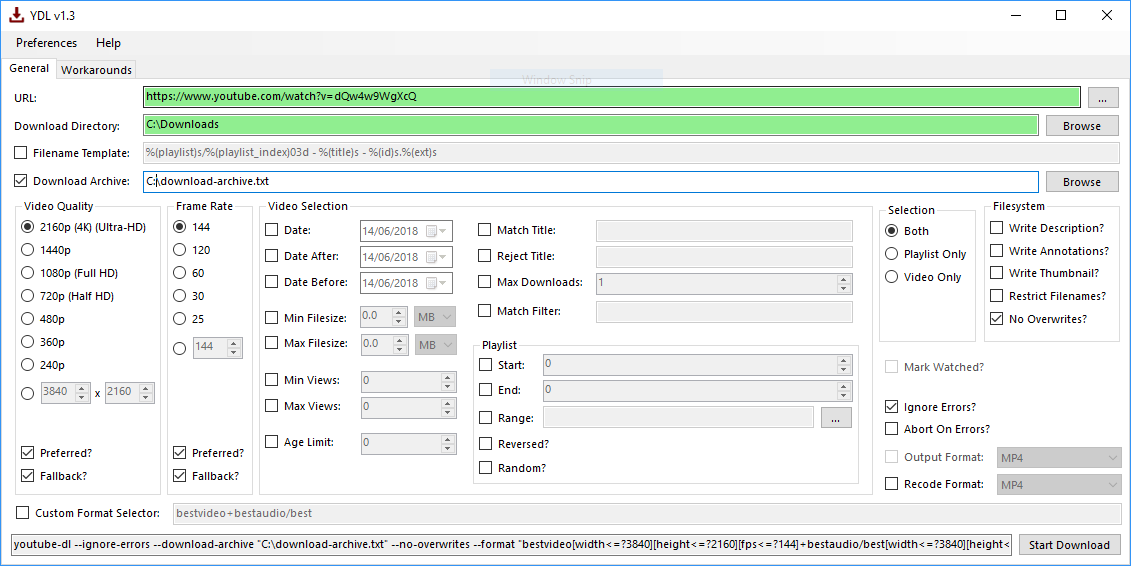 YDL v1.3
Preferences Help
General Workarounds
Window Snip
URL: https://www.youtube.com/watch?v=dQw4w9WgXcQ ...
Download Directory: C:\Downloads Browse
Filename Template: %(playlist)s/%(playlist_index)03d - %(title)s - %(id)s.%(ext)s
Download Archive: C:\download-archive.txt Browse
Video Quality
2160p (4K) (Ultra-HD)
1440p
1080p (Full HD)
720p (Half HD)
480p
360p
240p
3840 x 2160
Preferred?
Fallback?
Frame Rate
144
120
60
30
25
144
Preferred?
Fallback?
Video Selection
Date: 14/06/2018
Date After: 14/06/2018
Date Before: 14/06/2018
Min Filesize: 0.0 MB
Max Filesize: 0.0 MB
Min Views: 0
Max Views: 0
Age Limit: 0
Match Title:
Reject Title:
Max Downloads: 1
Match Filter:
Playlist
Start: 0
End: 0
Range: ...
Reversed?
Random?
Selection
Both
Playlist Only
Video Only
Filesystem
Write Description?
Write Annotations?
Write Thumbnail?
Restrict Filenames?
No Overwrites?
Mark Watched?
Ignore Errors?
Abort On Errors?
Output Format: MP4
Recode Format: MP4
Custom Format Selector: bestvideo+bestaudio/best
youtube-dl --ignore-errors --download-archive "C:\download-archive.txt" --no-overwrites --format "bestvideo[width<=?3840][height<=?2160][fps<=?144]+bestaudio/best[width<=?3840][height< Start Download